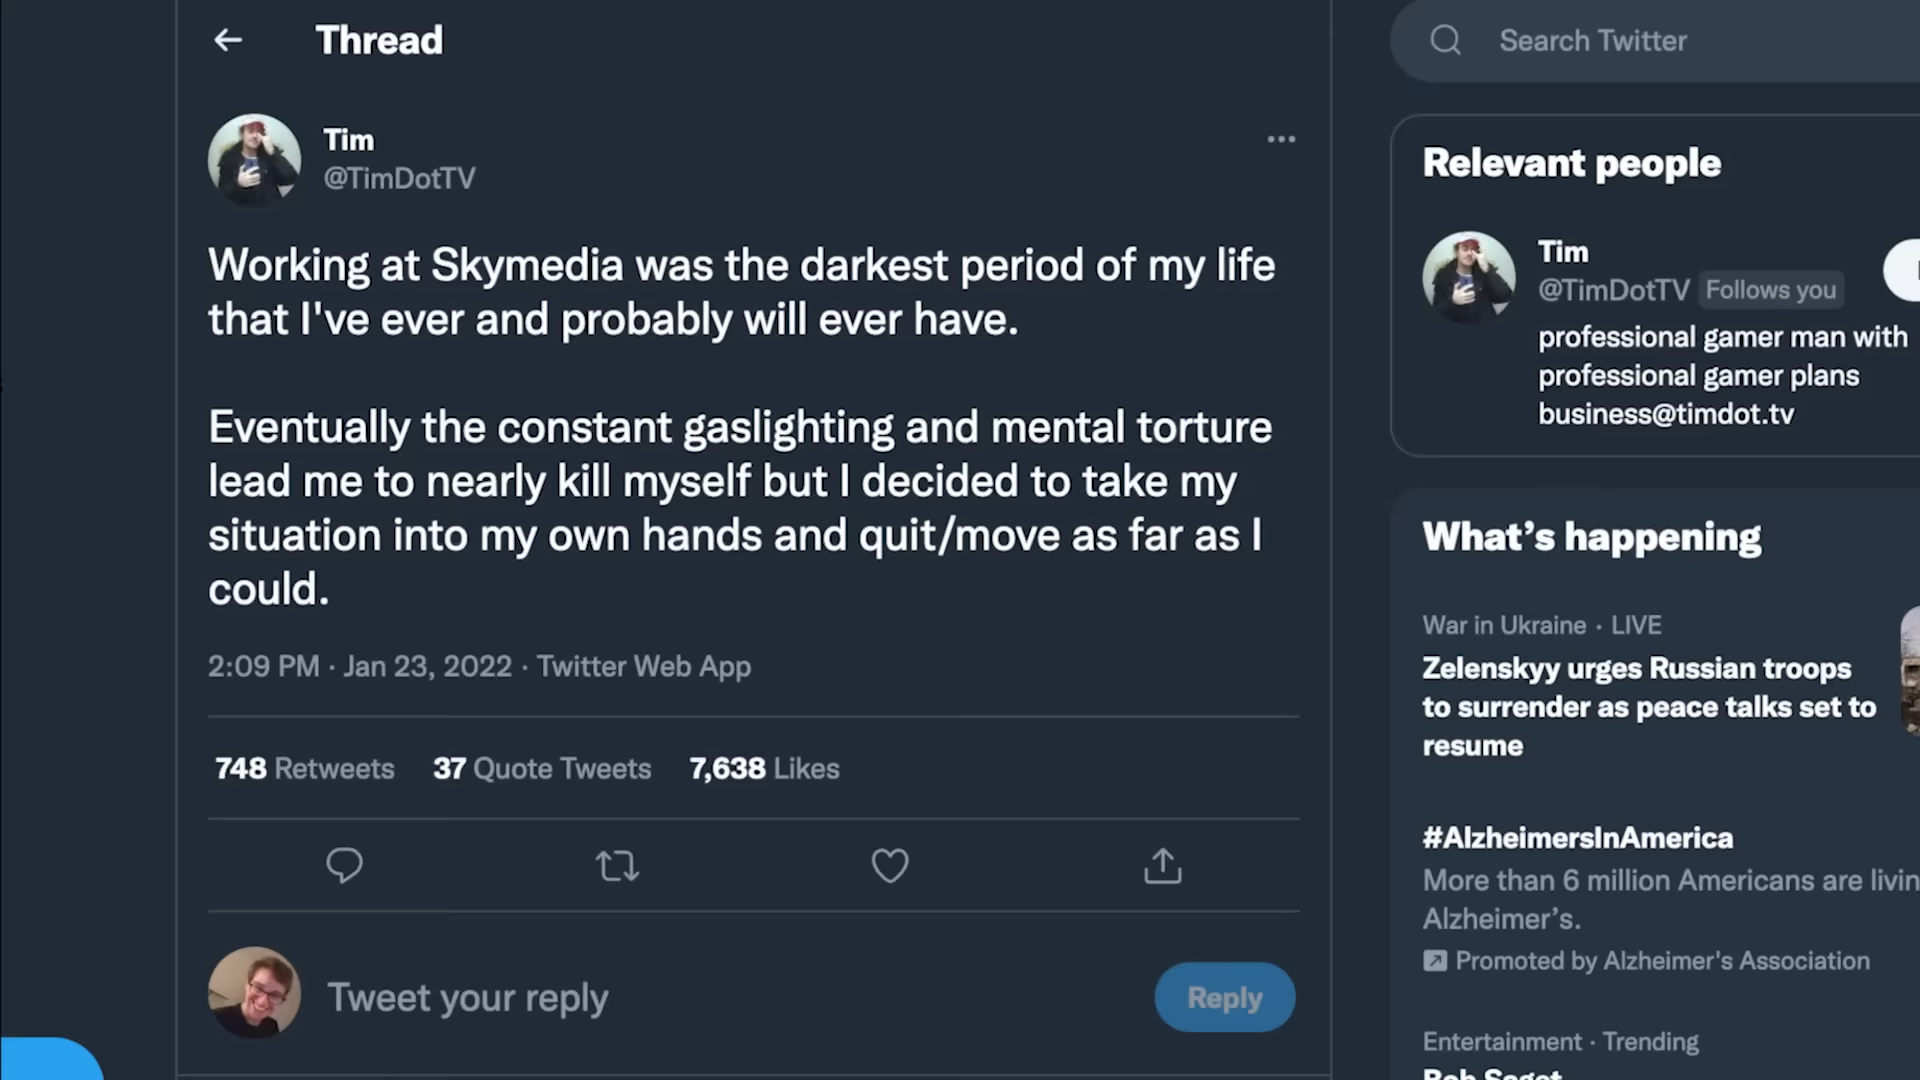 Thread
Tim
@TimDotTV
Working at Skymedia was the darkest period of my life
that I've ever and probably will ever have.
Eventually the constant gaslighting and mental torture
lead me to nearly kill myself but I decided to take my
situation into my own hands and quit/move as far as I
could.
2:09 PM · Jan 23, 2022 · Twitter Web App
748 Retweets 37 Quote Tweets 7,638 Likes
Tweet your reply
Reply
Search Twitter
Relevant people
Tim
@TimDotTV Follows you
professional gamer man with
professional gamer plans
business@timdot.tv
What's happening
War in Ukraine · LIVE
Zelenskyy urges Russian troops
to surrender as peace talks set to
resume
#AlzheimersInAmerica
More than 6 million Americans are livin
Alzheimer's.
Promoted by Alzheimer's Association
Entertainment · Trending
Bob Saget